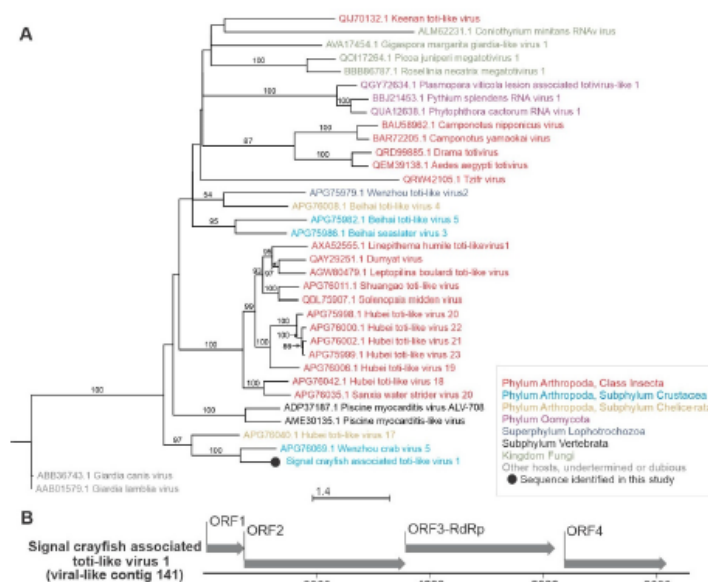 A
QIJ70132.1 Keenan toti-like virus
ALM62231.1 Coniothyrium minitans RNAv irus
AVA17454.1 Gigaspora margarita giardia-like virus 1
QOI17264.1 Picoa juniperi megatotivirus 1
100
BBB86787.1 Rosellinia necatrix megatotivirus 1
QGY72634.1 Plasmopara viticola lesion associated totivirus-like 1
100
BBJ21453.1 Pythium splendens RNA virus 1
100
QUA12638.1 Phytophthora cactorum RNA virus 1
BAU58962.1 Camponotus nipponicus virus
100
BAR72205.1 Camponotus yamaokai virus
87
QRD99885.1 Drama totivirus
100
QEM39138.1 Aedes aegypti totivirus
QRW42105.1 Tzifr virus
APG75979.1 Wenzhou toti-like virus2
54
APG76008.1 Beihai toti-like virus 4
APG75982.1 Beihai toti-like virus 5
95
APG75986.1 Beihai seaslater virus 3
AXA52565.1 Linepithema humile toti-likevirus1
QAY29251.1 Dumyat virus
97
AGW80479.1 Leptopilina boulardi toti-like virus
APG76011.1 Shuangao toti-like virus
100
QBL75907.1 Solenopsis midden virus
99
APG75998.1 Hubei toti-like virus 20
100
APG76000.1 Hubei toti-like virus 22
100
APG76002.1 Hubei toti-like virus 21
APG75999.1 Hubei toti-like virus 23
100
APG76006.1 Hubei toti-like virus 19
100
APG76042.1 Hubei toti-like virus 18
100
APG76035.1 Sanxia water strider virus 20
ADP37187.1 Piscine myocarditis virus ALV-708
100
AME30135.1 Piscine myocarditis-like virus
100
APG76040.1 Hubei toti-like virus 17
97
APG76059.1 Wenzhou crab virus 5
100
Signal crayfish associated toti-like virus 1
ABB36743.1 Giardia canis virus
AAB01579.1 Giardia lamblia virus
1.4
Phylum Arthropoda, Class Insecta
Phylum Arthropoda, Subphylum Crustacea
Phylum Arthropoda, Subphylum Chelicerata
Phylum Oomycota
Superphylum Lophotrochozoa
Subphylum Vertebrata
Kingdom Fungi
Other hosts, undertermined or dubious
Sequence identified in this study
B
ORF1
ORF2
ORF3-RdRp
ORF4
Signal crayfish associated
toti-like virus 1
(viral-like contig 141)